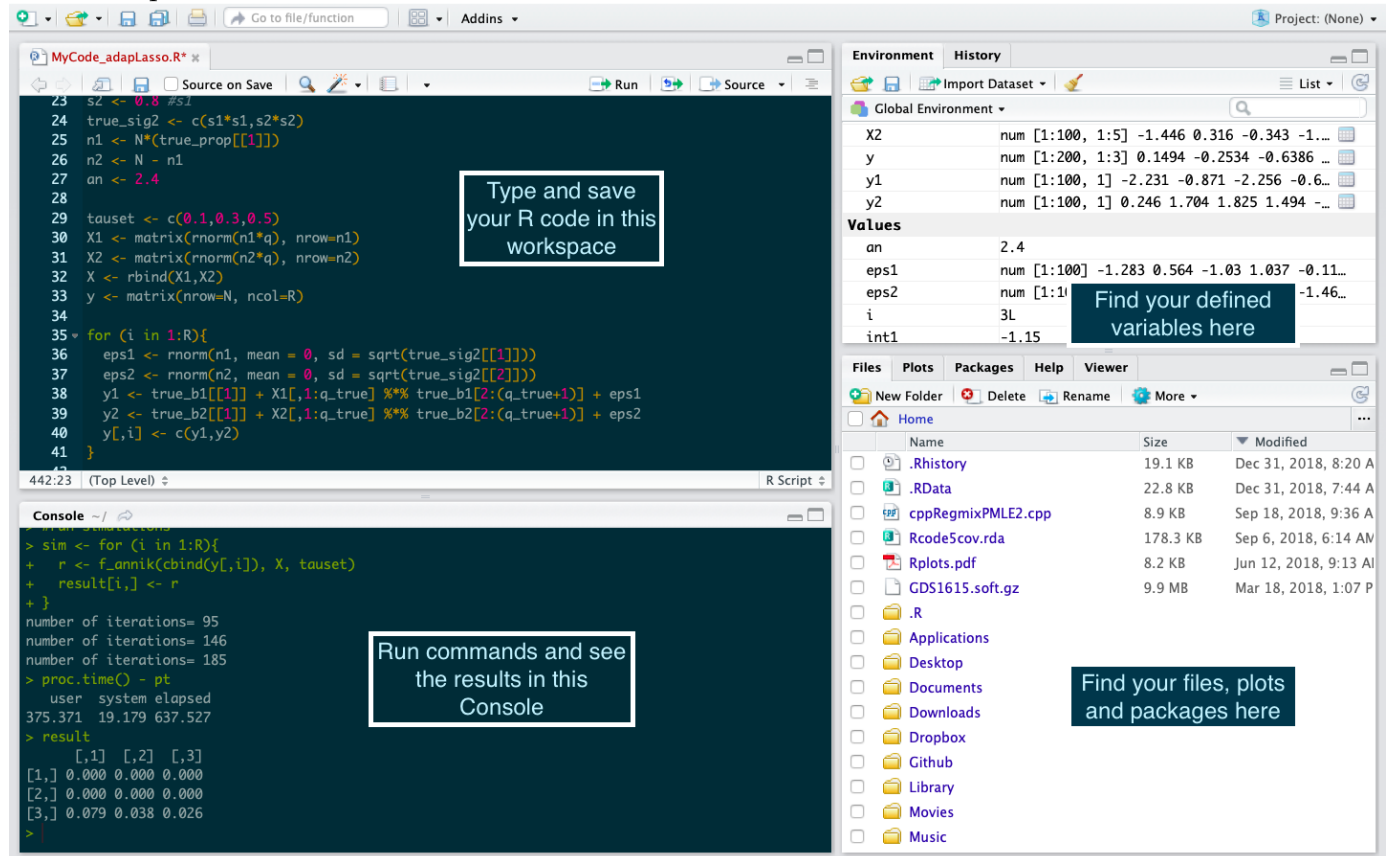 Go to file/function
Addins
Project: (None)
MyCode_adapLasso.R*
Source on Save
Run
Source
23 s2 <- 0.8 #s1
24 true_sig2 <- c(s1*s1,s2*s2)
25 n1 <- N*(true_prop[[1]])
26 n2 <- N - n1
27 an <- 2.4
28
29 tauset <- c(0.1,0.3,0.5)
30 X1 <- matrix(rnorm(n1*q), nrow=n1)
31 X2 <- matrix(rnorm(n2*q), nrow=n2)
32 X <- rbind(X1,X2)
33 y <- matrix(nrow=N, ncol=R)
34
35 for (i in 1:R){
36   eps1 <- rnorm(n1, mean = 0, sd = sqrt(true_sig2[[1]]))
37   eps2 <- rnorm(n2, mean = 0, sd = sqrt(true_sig2[[2]]))
38   y1 <- true_b1[[1]] + X1[,1:q_true] %*% true_b1[2:(q_true+1)] + eps1
39   y2 <- true_b2[[1]] + X2[,1:q_true] %*% true_b2[2:(q_true+1)] + eps2
40   y[,i] <- c(y1,y2)
41 }
Type and save
your R code in this
workspace
442:23 (Top Level) R Script
Console ~/
> #run simulations
> sim <- for (i in 1:R){
+   r <- f_annik(cbind(y[,i]), X, tauset)
+   result[i,] <- r
+ }
number of iterations= 95
number of iterations= 146
number of iterations= 185
> proc.time() - pt
   user  system elapsed
375.371  19.179 637.527
> result
      [,1]  [,2]  [,3]
[1,] 0.000 0.000 0.000
[2,] 0.000 0.000 0.000
[3,] 0.079 0.038 0.026
>
Run commands and see
the results in this
Console
Environment History
Import Dataset List
Global Environment
X2 num [1:100, 1:5] -1.446 0.316 -0.343 -1.…
y num [1:200, 1:3] 0.1494 -0.2534 -0.6386 …
y1 num [1:100, 1] -2.231 -0.871 -2.256 -0.6…
y2 num [1:100, 1] 0.246 1.704 1.825 1.494 -…
Values
an 2.4
eps1 num [1:100] -1.283 0.564 -1.03 1.037 -0.11…
eps2 num [1:1 -1.46…
i 3L
int1 -1.15
Find your defined
variables here
Files Plots Packages Help Viewer
New Folder Delete Rename More
Home
Name Size Modified
.Rhistory 19.1 KB Dec 31, 2018, 8:20 A
.RData 22.8 KB Dec 31, 2018, 7:44 A
cppRegmixPMLE2.cpp 8.9 KB Sep 18, 2018, 9:36 A
Rcode5cov.rda 178.3 KB Sep 6, 2018, 6:14 AM
Rplots.pdf 8.2 KB Jun 12, 2018, 9:13 A
GDS1615.soft.gz 9.9 MB Mar 18, 2018, 1:07 P
.R
Applications
Desktop
Documents
Downloads
Dropbox
Github
Library
Movies
Music
Find your files, plots
and packages here